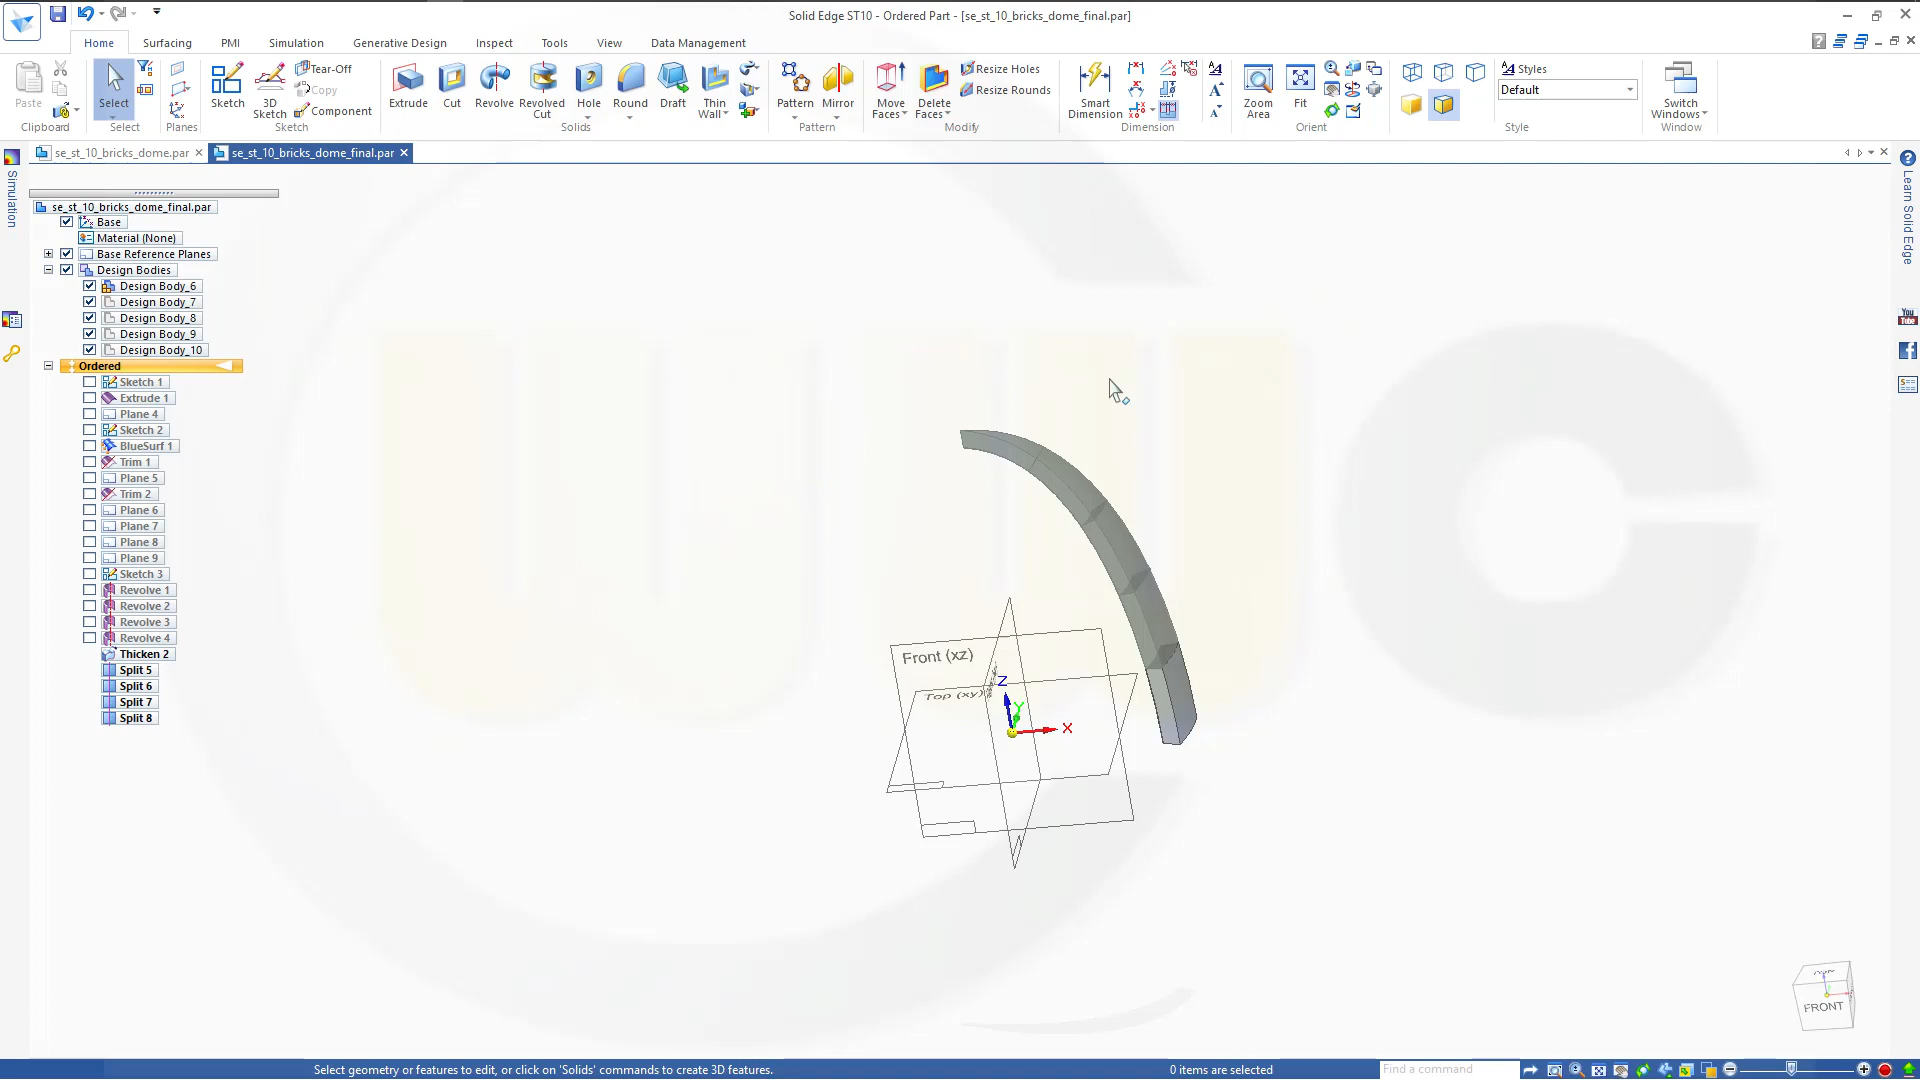 Solid Edge ST10 - Ordered Part - [se_st_10_bricks_dome_final.par]
Home Surfacing PMI Simulation Generative Design Inspect Tools View Data Management
Paste
Clipboard
Select
Select
Planes
Sketch
3D Sketch
Tear-Off
Copy
Component
Sketch
Extrude
Cut
Revolve
Revolved Cut
Hole
Round
Draft
Thin Wall
Solids
Pattern
Mirror
Pattern
Move Faces
Delete Faces
Resize Holes
Resize Rounds
Modify
Smart Dimension
Dimension
Zoom Area
Fit
Orient
Styles
Default
Style
Switch Windows
Window
se_st_10_bricks_dome.par
se_st_10_bricks_dome_final.par
Simulation
se_st_10_bricks_dome_final.par
Base
Material (None)
Base Reference Planes
Design Bodies
Design Body_6
Design Body_7
Design Body_8
Design Body_9
Design Body_10
Ordered
Sketch 1
Extrude 1
Plane 4
Sketch 2
BlueSurf 1
Trim 1
Plane 5
Trim 2
Plane 6
Plane 7
Plane 8
Plane 9
Sketch 3
Revolve 1
Revolve 2
Revolve 3
Revolve 4
Thicken 2
Split 5
Split 6
Split 7
Split 8
Front (xz)
Top (xy)
Z
Y
X
FRONT
Learn Solid Edge
You Tube
Select geometry or features to edit, or click on 'Solids' commands to create 3D features.
0 items are selected
Find a command